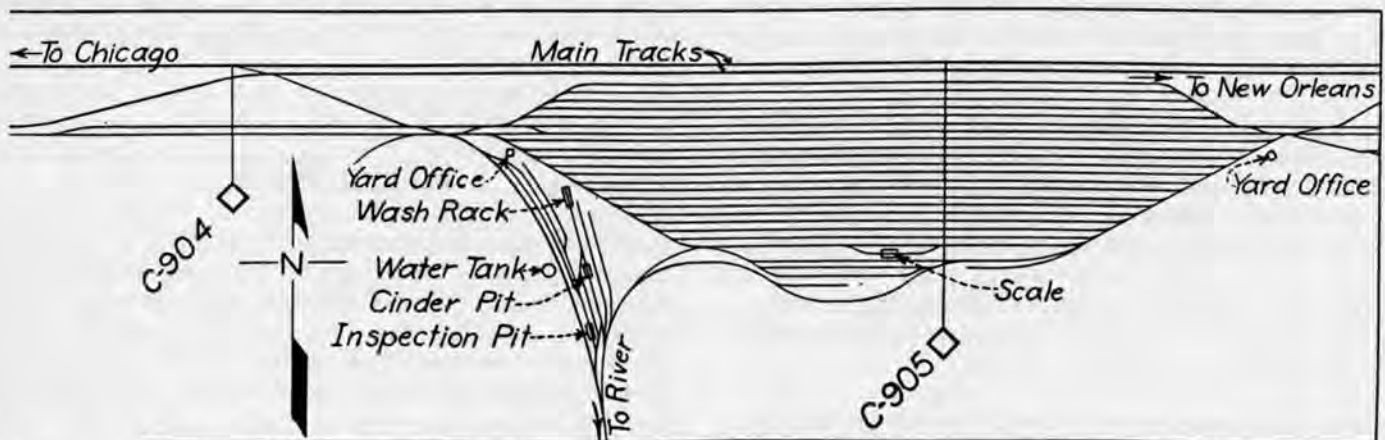 To Chicago
Main Tracks
To New Orleans
Yard Office
Wash Rack
Yard Office
C-904
N
Water Tank
Cinder Pit
Scale
Inspection Pit
To River
C-905